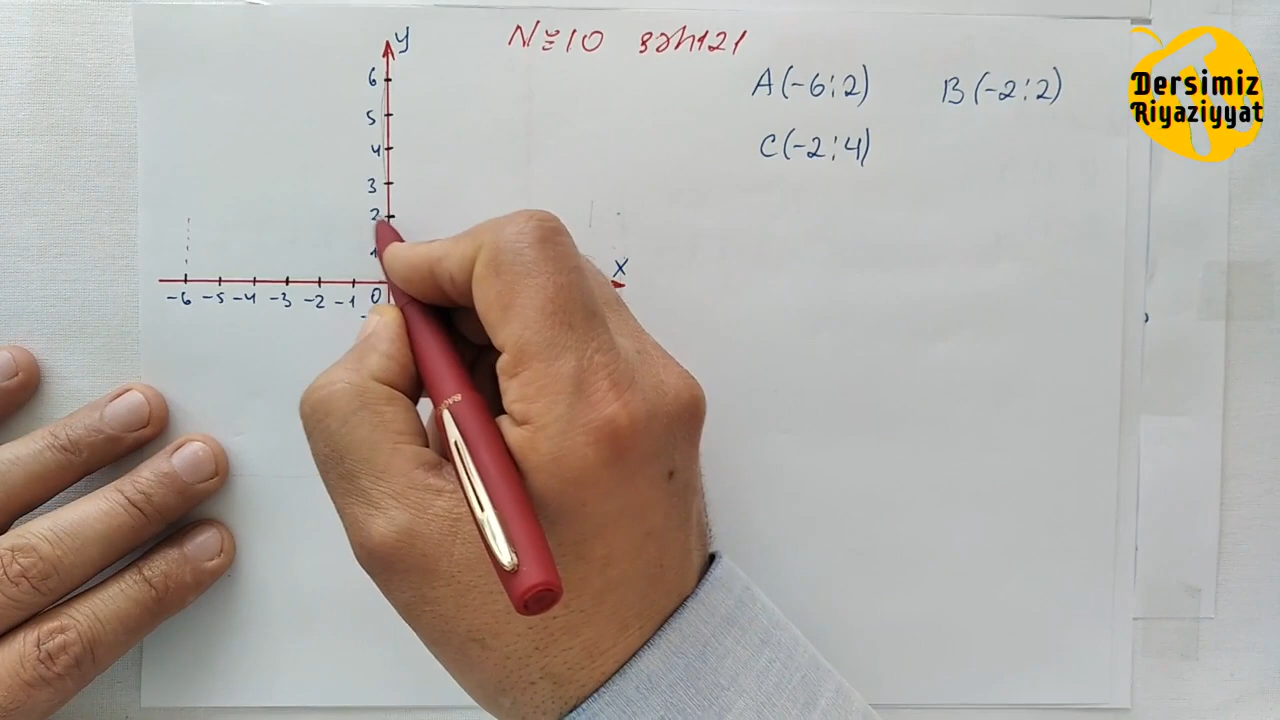 №10 səh121
A(-6;2) B(-2;2)
C(-2;4)
Dersimiz
Riyaziyyat
y
6
5
4
3
2
1
x
-6 -5 -4 -3 -2 -1 0